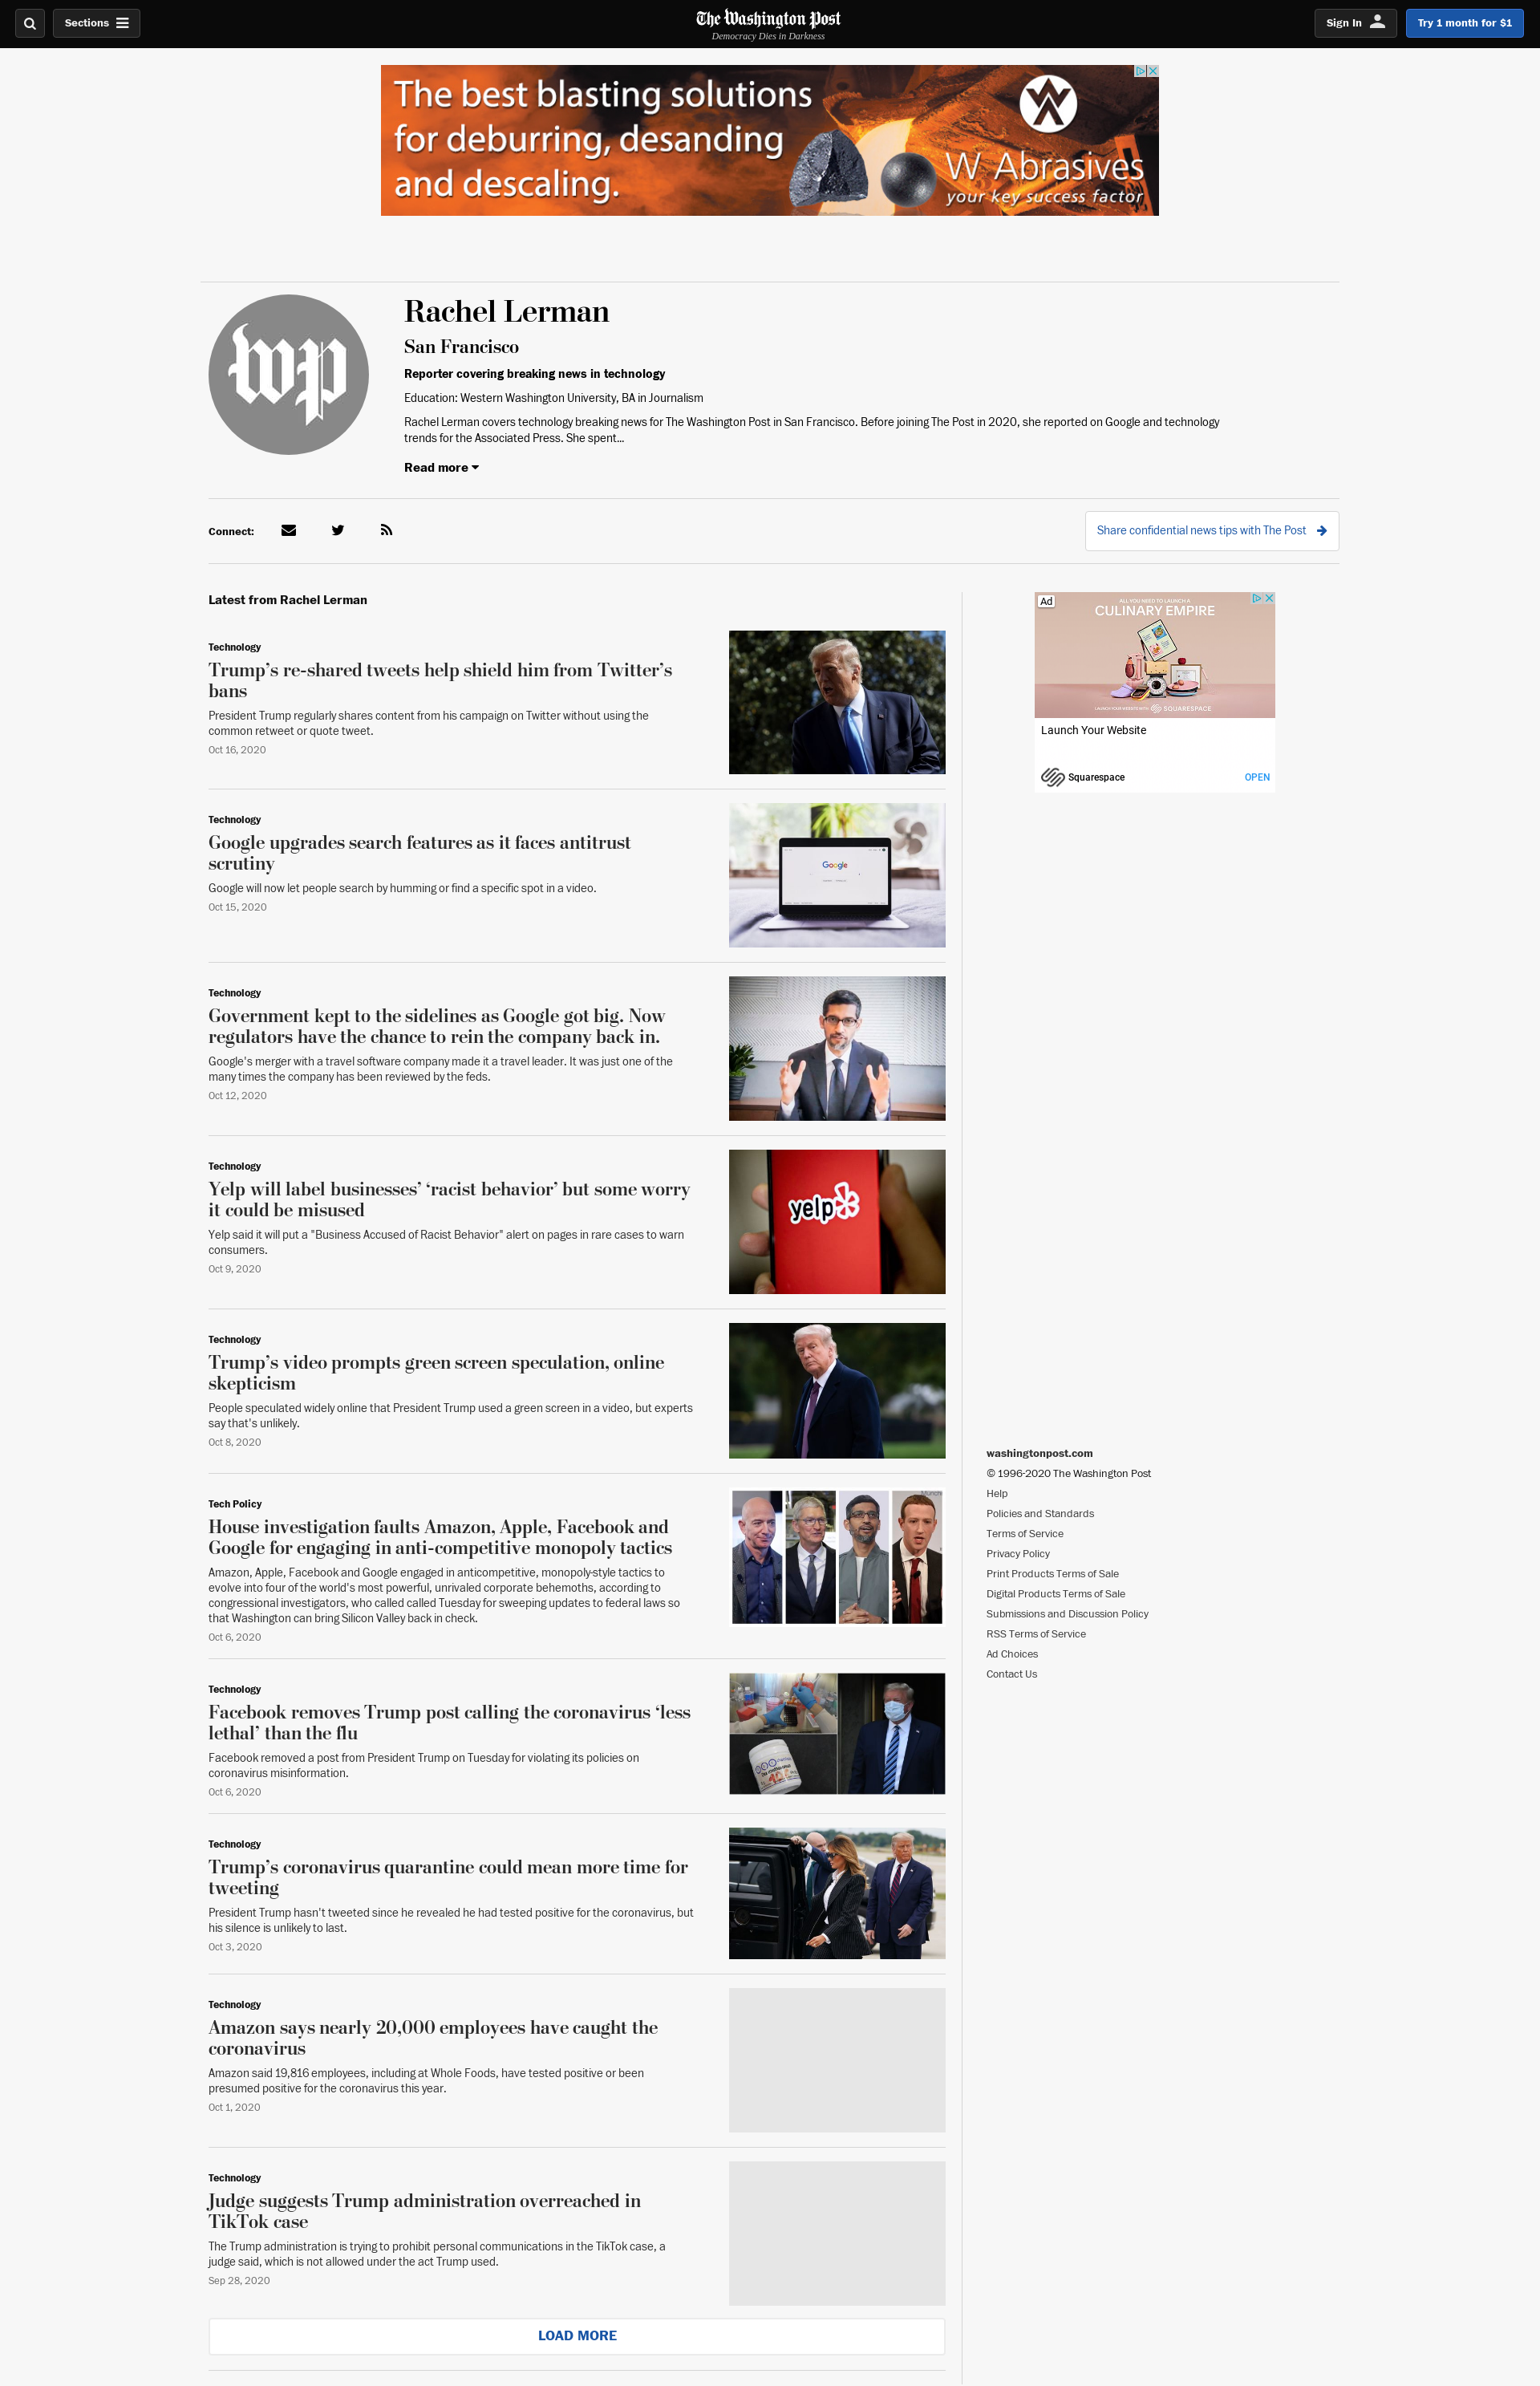 Sections
The Washington Post
Democracy Dies in Darkness
Sign In
Try 1 month for $1
The best blasting solutions
for deburring, desanding
and descaling.
W Abrasives
your key success factor
wp
Rachel Lerman
San Francisco
Reporter covering breaking news in technology
Education: Western Washington University, BA in Journalism
Rachel Lerman covers technology breaking news for The Washington Post in San Francisco. Before joining The Post in 2020, she reported on Google and technology
trends for the Associated Press. She spent...
Read more
Connect:
Share confidential news tips with The Post
Latest from Rachel Lerman
Technology
Trump’s re-shared tweets help shield him from Twitter’s
bans
President Trump regularly shares content from his campaign on Twitter without using the
common retweet or quote tweet.
Oct 16, 2020
Technology
Google upgrades search features as it faces antitrust
scrutiny
Google will now let people search by humming or find a specific spot in a video.
Oct 15, 2020
Google
Technology
Government kept to the sidelines as Google got big. Now
regulators have the chance to rein the company back in.
Google's merger with a travel software company made it a travel leader. It was just one of the
many times the company has been reviewed by the feds.
Oct 12, 2020
Technology
Yelp will label businesses’ ‘racist behavior’ but some worry
it could be misused
Yelp said it will put a "Business Accused of Racist Behavior" alert on pages in rare cases to warn
consumers.
Oct 9, 2020
yelp
Technology
Trump’s video prompts green screen speculation, online
skepticism
People speculated widely online that President Trump used a green screen in a video, but experts
say that's unlikely.
Oct 8, 2020
Tech Policy
House investigation faults Amazon, Apple, Facebook and
Google for engaging in anti-competitive monopoly tactics
Amazon, Apple, Facebook and Google engaged in anticompetitive, monopoly-style tactics to
evolve into four of the world's most powerful, unrivaled corporate behemoths, according to
congressional investigators, who called called Tuesday for sweeping updates to federal laws so
that Washington can bring Silicon Valley back in check.
Oct 6, 2020
Technology
Facebook removes Trump post calling the coronavirus ‘less
lethal’ than the flu
Facebook removed a post from President Trump on Tuesday for violating its policies on
coronavirus misinformation.
Oct 6, 2020
Technology
Trump’s coronavirus quarantine could mean more time for
tweeting
President Trump hasn't tweeted since he revealed he had tested positive for the coronavirus, but
his silence is unlikely to last.
Oct 3, 2020
Technology
Amazon says nearly 20,000 employees have caught the
coronavirus
Amazon said 19,816 employees, including at Whole Foods, have tested positive or been
presumed positive for the coronavirus this year.
Oct 1, 2020
Technology
Judge suggests Trump administration overreached in
TikTok case
The Trump administration is trying to prohibit personal communications in the TikTok case, a
judge said, which is not allowed under the act Trump used.
Sep 28, 2020
LOAD MORE
Ad
ALL YOU NEED TO LAUNCH A
CULINARY EMPIRE
LAUNCH YOUR WEBSITE WITH SQUARESPACE
Launch Your Website
Squarespace
OPEN
washingtonpost.com
© 1996-2020 The Washington Post
Help
Policies and Standards
Terms of Service
Privacy Policy
Print Products Terms of Sale
Digital Products Terms of Sale
Submissions and Discussion Policy
RSS Terms of Service
Ad Choices
Contact Us